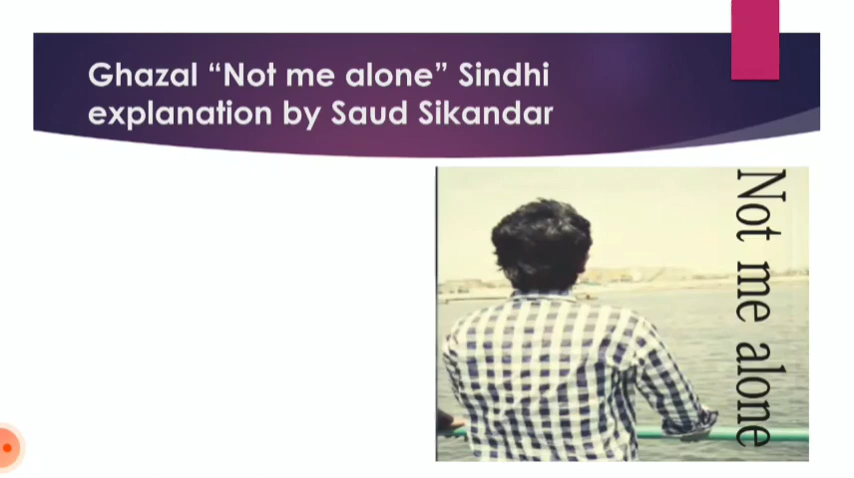 Ghazal “Not me alone” Sindhi
explanation by Saud Sikandar
Not me alone